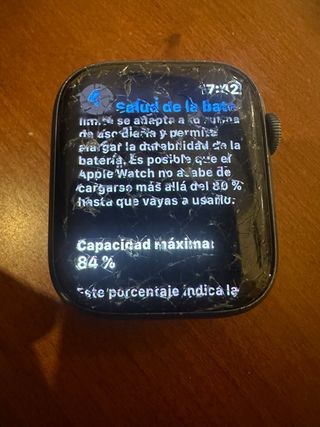 17:42
Salud de la bate
límite se adapta a tu rutina
de uso diaria y permite
alargar la durabilidad de la
batería. Es posible que el
Apple Watch no acabe de
cargarse más allá del 80 %
hasta que vayas a usarlo.
Capacidad máxima:
84 %
Este porcentaje indica la